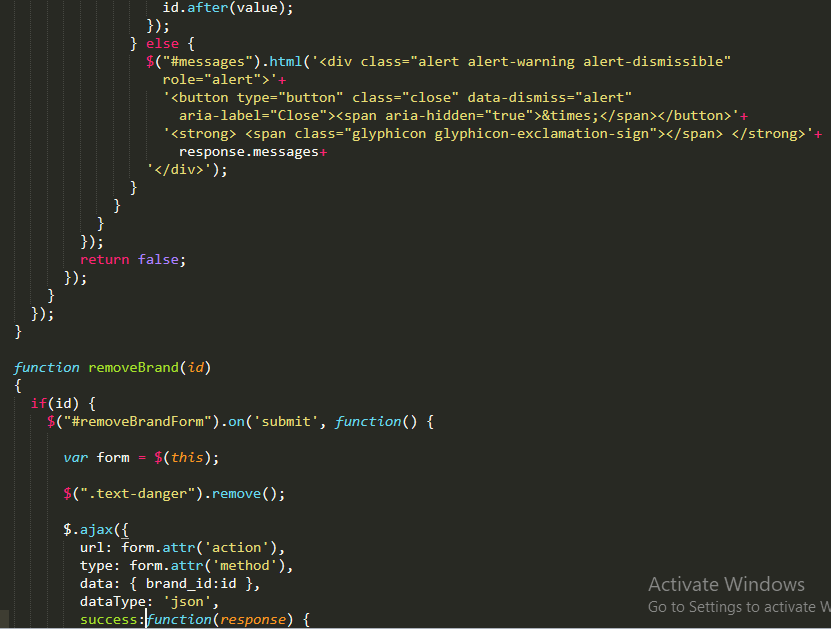 id.after(value);
});
} else {
$("#messages").html('<div class="alert alert-warning alert-dismissible"
role="alert">'+
'<button type="button" class="close" data-dismiss="alert"
aria-label="Close"><span aria-hidden="true">&times;</span></button>'+
'<strong> <span class="glyphicon glyphicon-exclamation-sign"></span> </strong>'+
response.messages+
'</div>');
}
}
}
});
return false;
});
}
});
}
function removeBrand(id)
{
if(id) {
$("#removeBrandForm").on('submit', function() {
var form = $(this);
$(".text-danger").remove();
$.ajax({
url: form.attr('action'),
type: form.attr('method'),
data: { brand_id:id },
dataType: 'json',
success:function(response) {
Activate Windows
Go to Settings to activate W